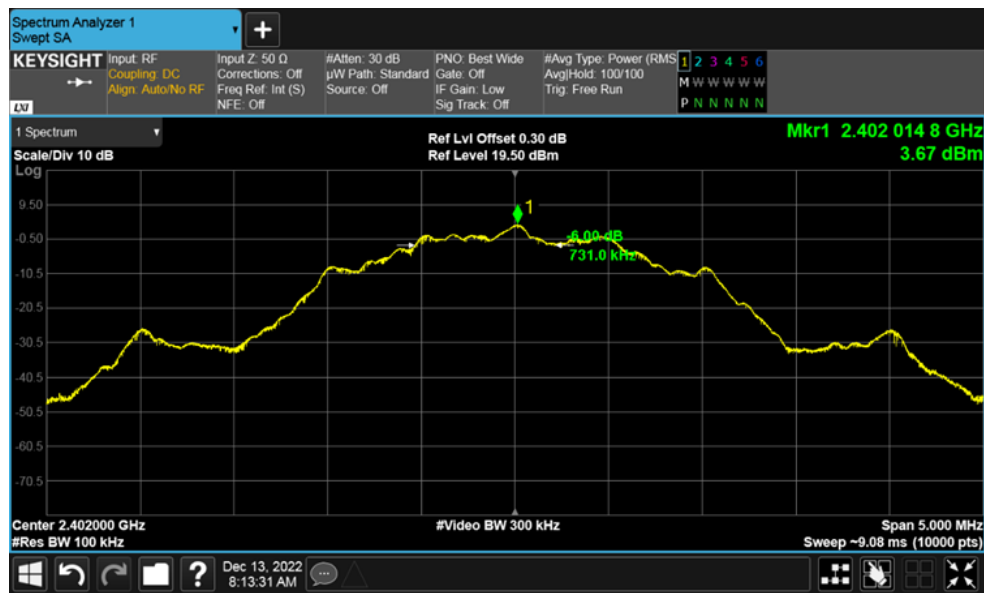 Spectrum Analyzer 1
Swept SA
+
KEYSIGHT
LXI
Input: RF
Coupling: DC
Align: Auto/No RF
Input Z: 50 Ω
Corrections: Off
Freq Ref: Int (S)
NFE: Off
#Atten: 30 dB
µW Path: Standard
Source: Off
PNO: Best Wide
Gate: Off
IF Gain: Low
Sig Track: Off
#Avg Type: Power (RMS
Avg|Hold: 100/100
Trig: Free Run
1 2 3 4 5 6
M W W W W W
P N N N N N
1 Spectrum
Scale/Div 10 dB
Log
Ref Lvl Offset 0.30 dB
Ref Level 19.50 dBm
Mkr1 2.402 014 8 GHz
3.67 dBm
9.50
-0.50
-10.5
-20.5
-30.5
-40.5
-50.5
-60.5
-70.5
1
-6.00 dB
731.0 kHz
Center 2.402000 GHz
#Res BW 100 kHz
#Video BW 300 kHz
Span 5.000 MHz
Sweep ~9.08 ms (10000 pts)
?
Dec 13, 2022
8:13:31 AM